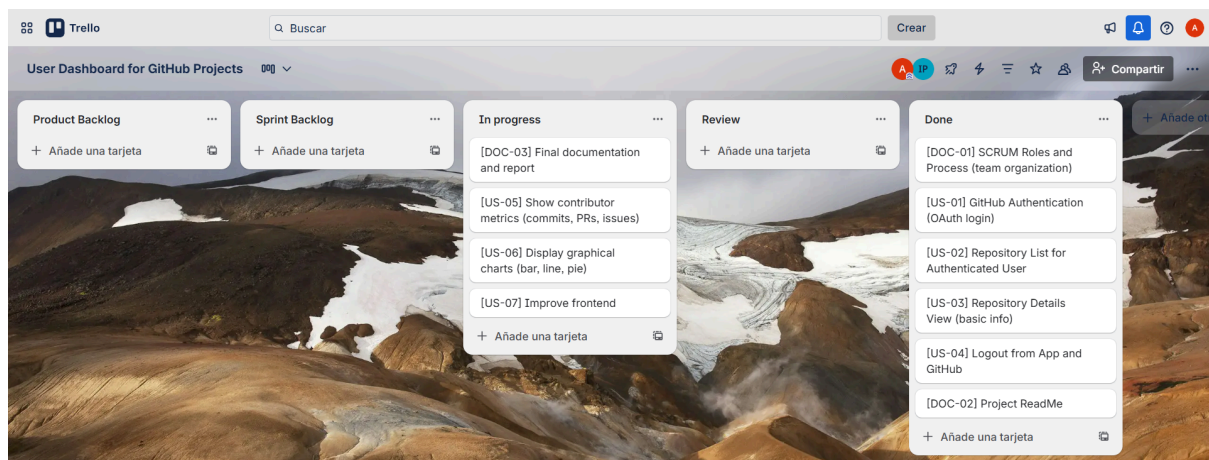 Trello
Buscar
Crear
A
User Dashboard for GitHub Projects
A
IP
Compartir
Product Backlog
Añade una tarjeta
Sprint Backlog
Añade una tarjeta
In progress
[DOC-03] Final documentation
and report
[US-05] Show contributor
metrics (commits, PRs, issues)
[US-06] Display graphical
charts (bar, line, pie)
[US-07] Improve frontend
Añade una tarjeta
Review
Añade una tarjeta
Done
[DOC-01] SCRUM Roles and
Process (team organization)
[US-01] GitHub Authentication
(OAuth login)
[US-02] Repository List for
Authenticated User
[US-03] Repository Details
View (basic info)
[US-04] Logout from App and
GitHub
[DOC-02] Project ReadMe
Añade una tarjeta
Añade ot